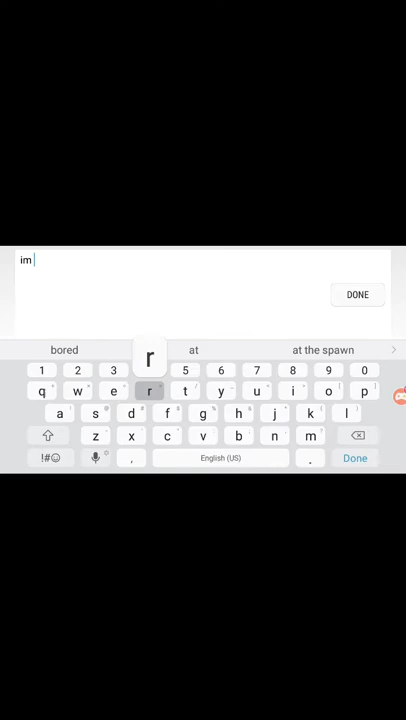 im
DONE
bored at at the spawn
r
1 2 3 5 6 7 8 9 0
q w e r t y u i o p
a s d f g h j k l
z x c v b n m
!#☺ , English (US) . Done